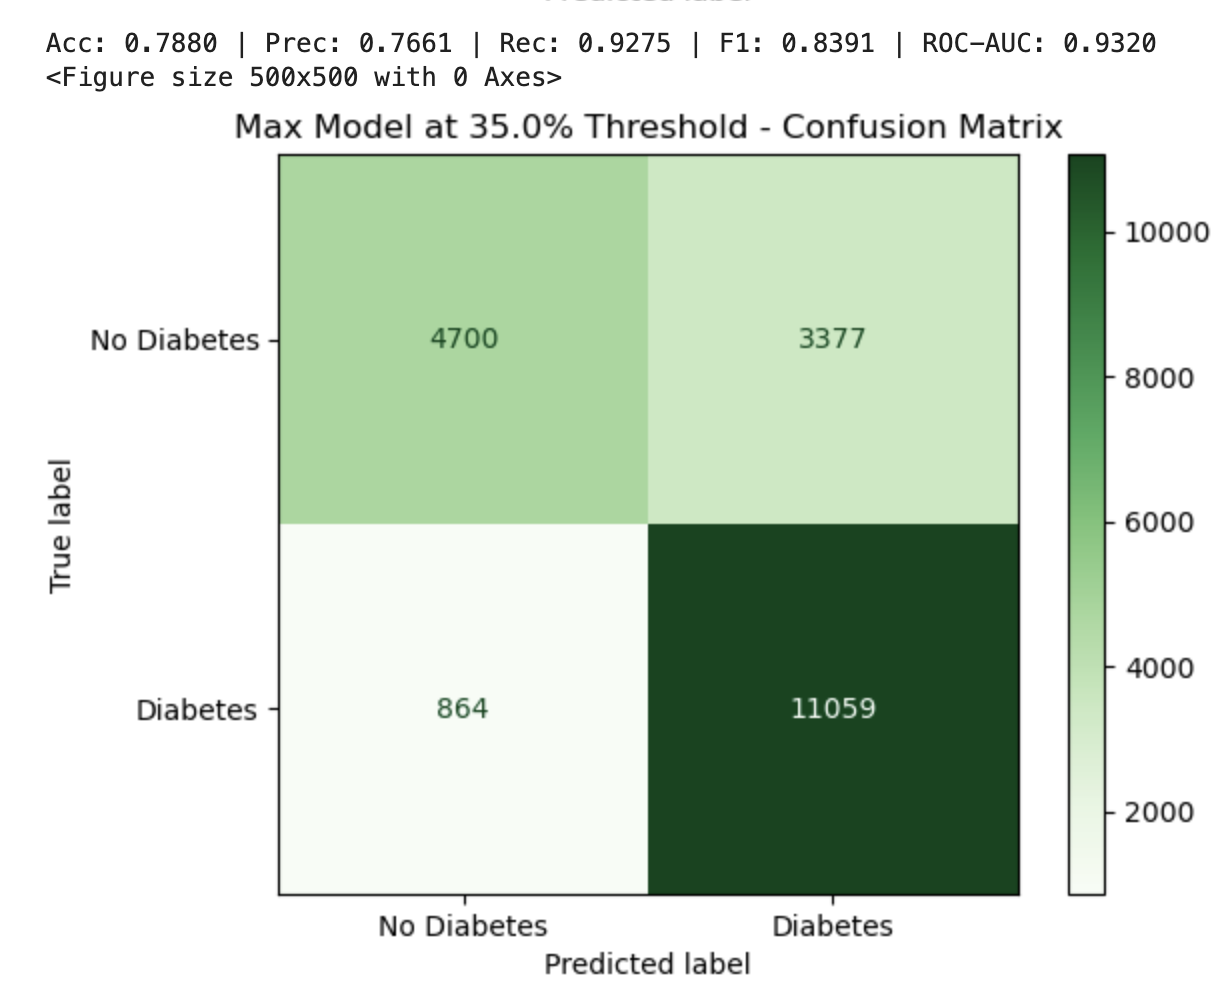 Acc: 0.7880 | Prec: 0.7661 | Rec: 0.9275 | F1: 0.8391 | ROC-AUC: 0.9320
<Figure size 500x500 with 0 Axes>
Max Model at 35.0% Threshold - Confusion Matrix
10000
No Diabetes
4700
3377
8000
6000
True label
4000
Diabetes
864
11059
2000
No Diabetes
Diabetes
Predicted label